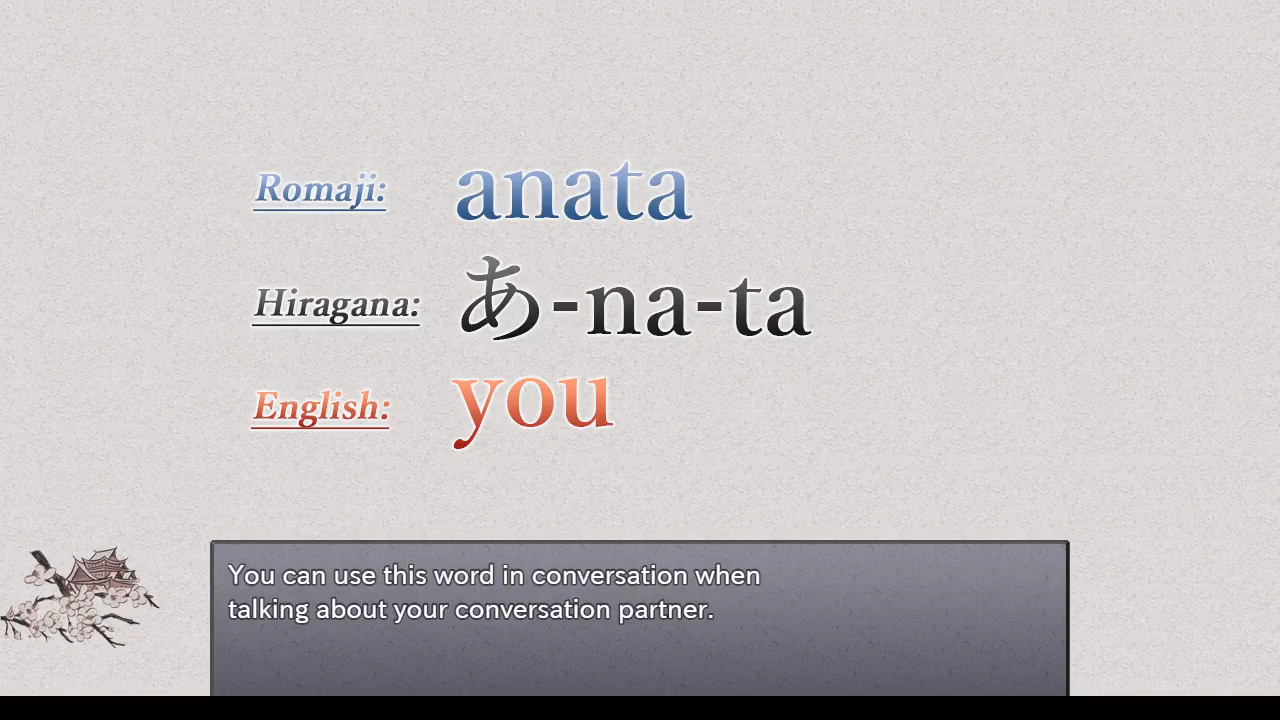 Romaji: anata
Hiragana: あ-na-ta
English: you
You can use this word in conversation when
talking about your conversation partner.